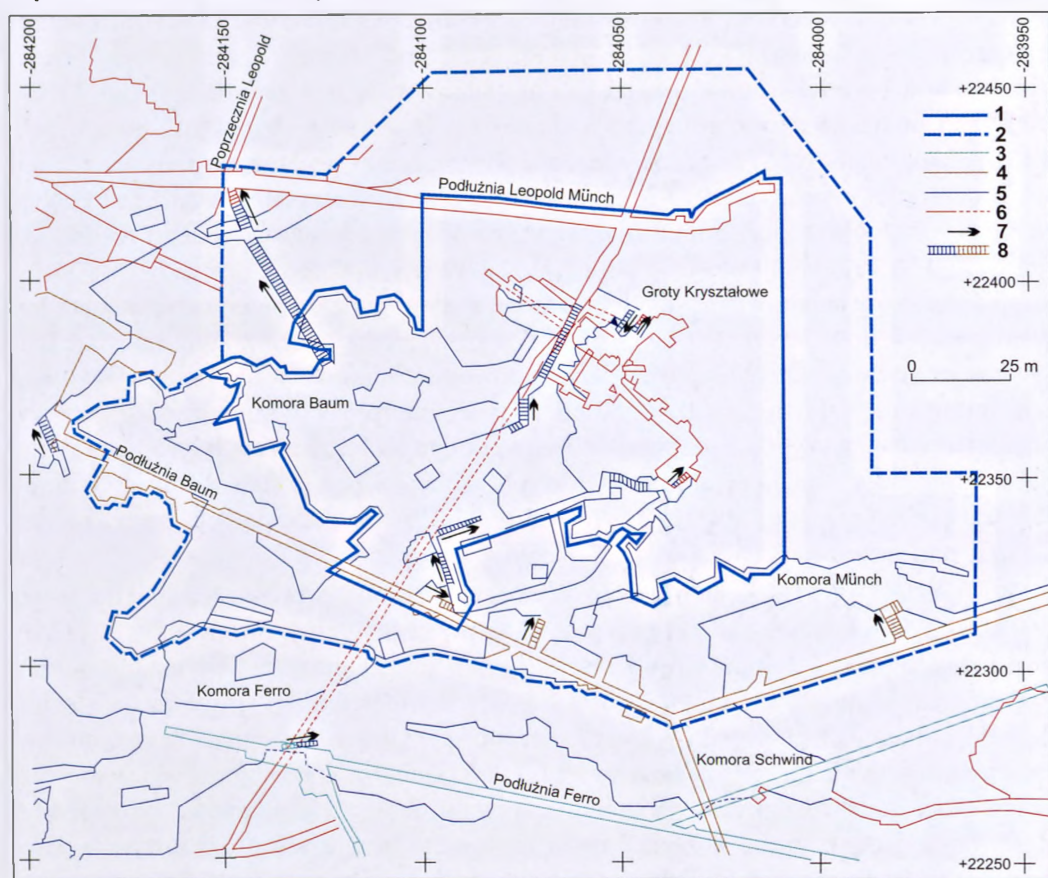 -284200
-284150
-284100
-284050
-284000
-283950
+22450
Poprzecznia Leopold
1
2
3
4
5
6
7
8
Podłużnia Leopold Münch
+22400
Groty Kryształowe
0 25 m
Komora Baum
Podłużnia Baum
+22350
Komora Münch
+22300
Komora Ferro
Komora Schwind
Podłużnia Ferro
+22250